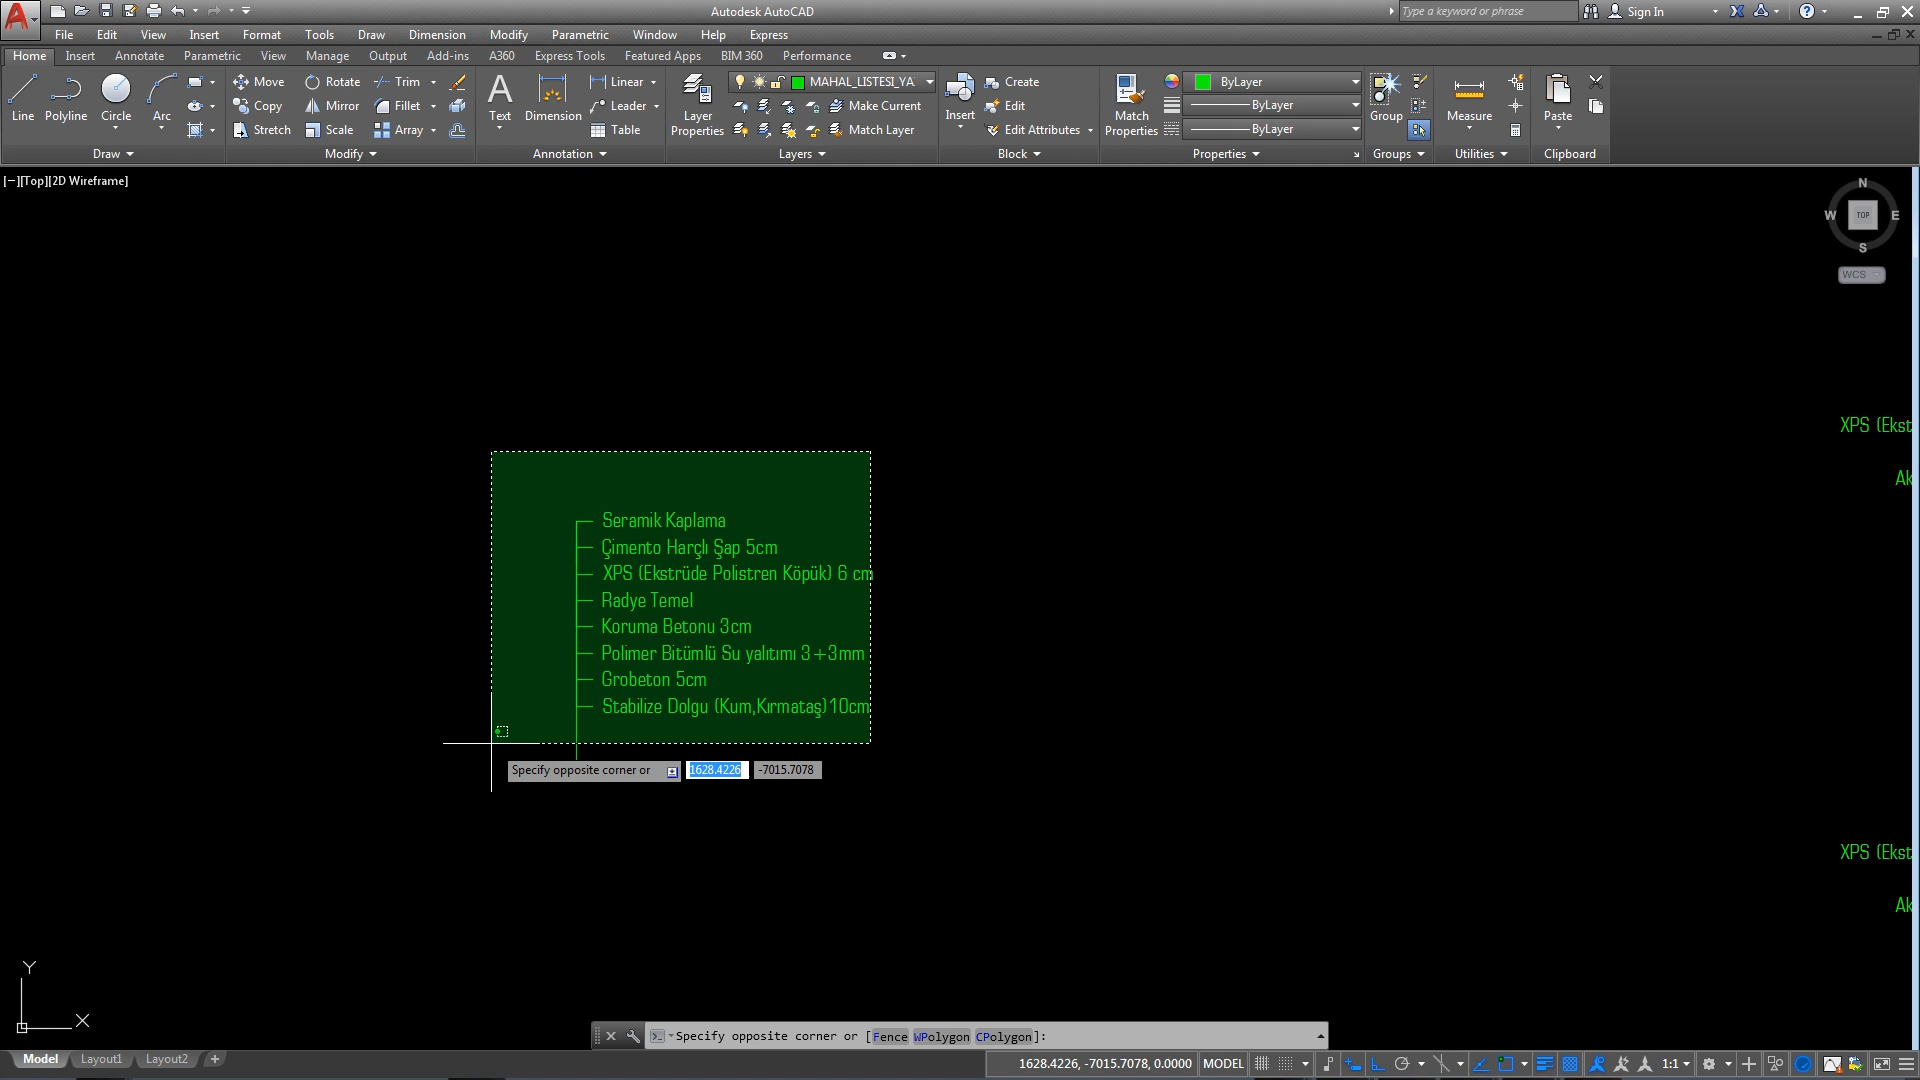 Autodesk AutoCAD
Type a keyword or phrase
Sign In
File Edit View Insert Format Tools Draw Dimension Modify Parametric Window Help Express
Home Insert Annotate Parametric View Manage Output Add-ins A360 Express Tools Featured Apps BIM 360 Performance
Line Polyline Circle Arc
Move Rotate Trim
Copy Mirror Fillet
Stretch Scale Array
Text Dimension
Linear
Leader
Table
Layer Properties
MAHAL_LISTESI_YA
Make Current
Match Layer
Insert
Create
Edit
Edit Attributes
Match Properties
ByLayer
ByLayer
ByLayer
Group
Measure
Paste
Draw Modify Annotation Layers Block Properties Groups Utilities Clipboard
[−][Top][2D Wireframe]
N
W TOP E
S
WCS
XPS (Ekst
Ak
Seramik Kaplama
Çimento Harçlı Şap 5cm
XPS (Ekstrüde Polistren Köpük) 6 cm
Radye Temel
Koruma Betonu 3cm
Polimer Bitümlü Su yalıtımı 3+3mm
Grobeton 5cm
Stabilize Dolgu (Kum,Kırmataş)10cm
Specify opposite corner or 1628.4226 -7015.7078
XPS (Ekst
Ak
Y
X
Specify opposite corner or [Fence WPolygon CPolygon]:
Model Layout1 Layout2 +
1628.4226, -7015.7078, 0.0000 MODEL 1:1